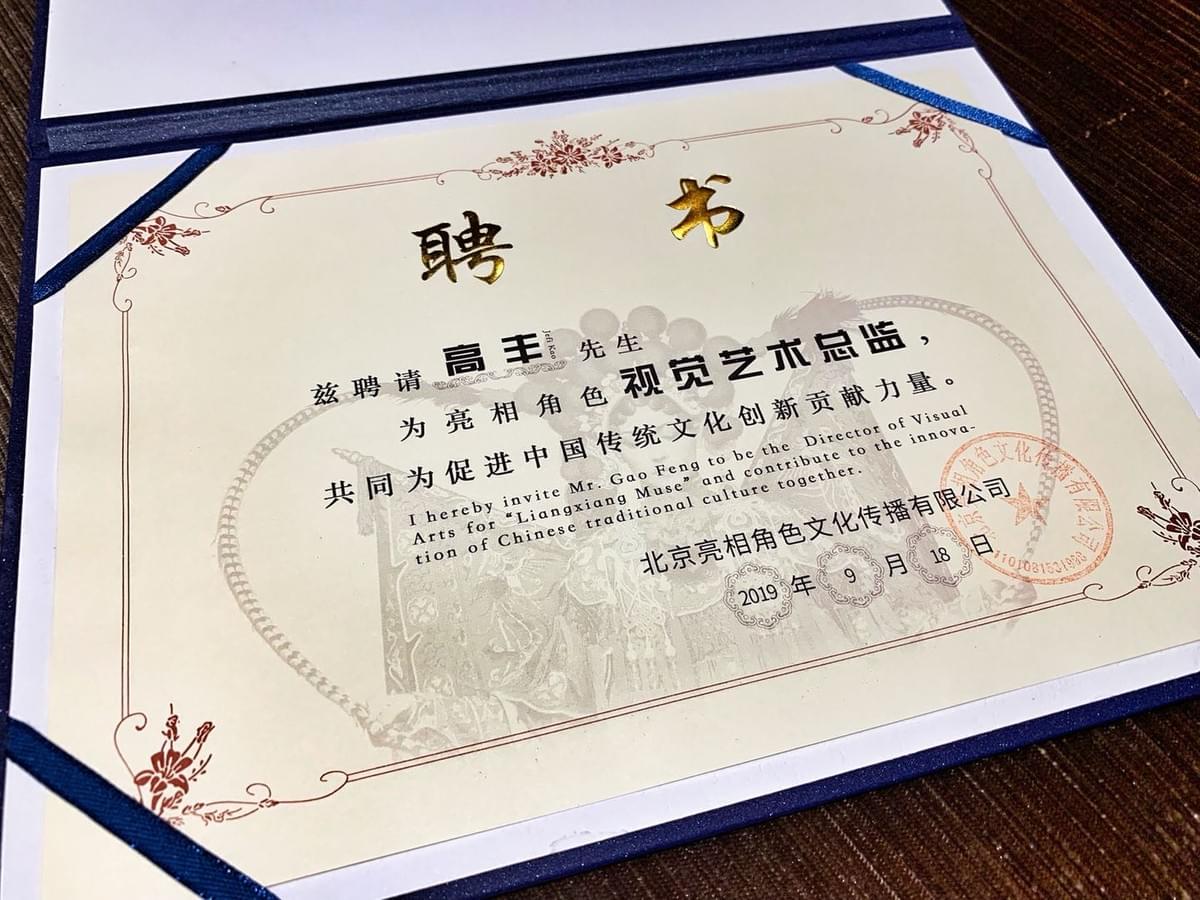 聘 书
兹聘请 高丰 Jefi Kao 先生
为亮相角色视觉艺术总监，
共同为促进中国传统文化创新贡献力量。
I hereby invite Mr. Gao Feng to be the Director of Visual
Arts for “Liangxiang Muse” and contribute to the innova-
tion of Chinese traditional culture together.
北京亮相角色文化传播有限公司
2019 年 9 月 18 日